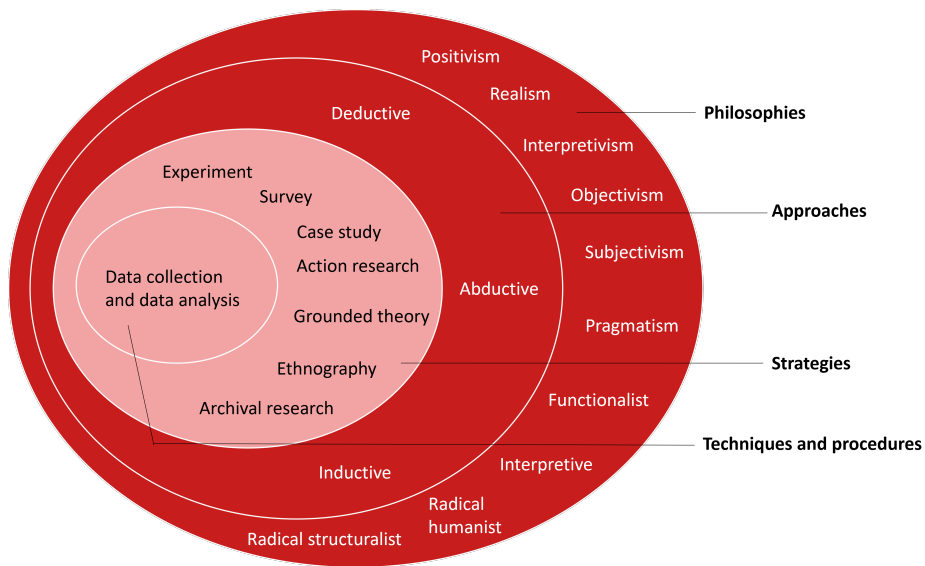 Positivism
Realism
Philosophies
Deductive
Interpretivism
Experiment
Survey
Objectivism
Approaches
Case study
Subjectivism
Action research
Data collection
and data analysis
Abductive
Grounded theory
Pragmatism
Ethnography
Strategies
Archival research
Functionalist
Techniques and procedures
Inductive
Interpretive
Radical
humanist
Radical structuralist